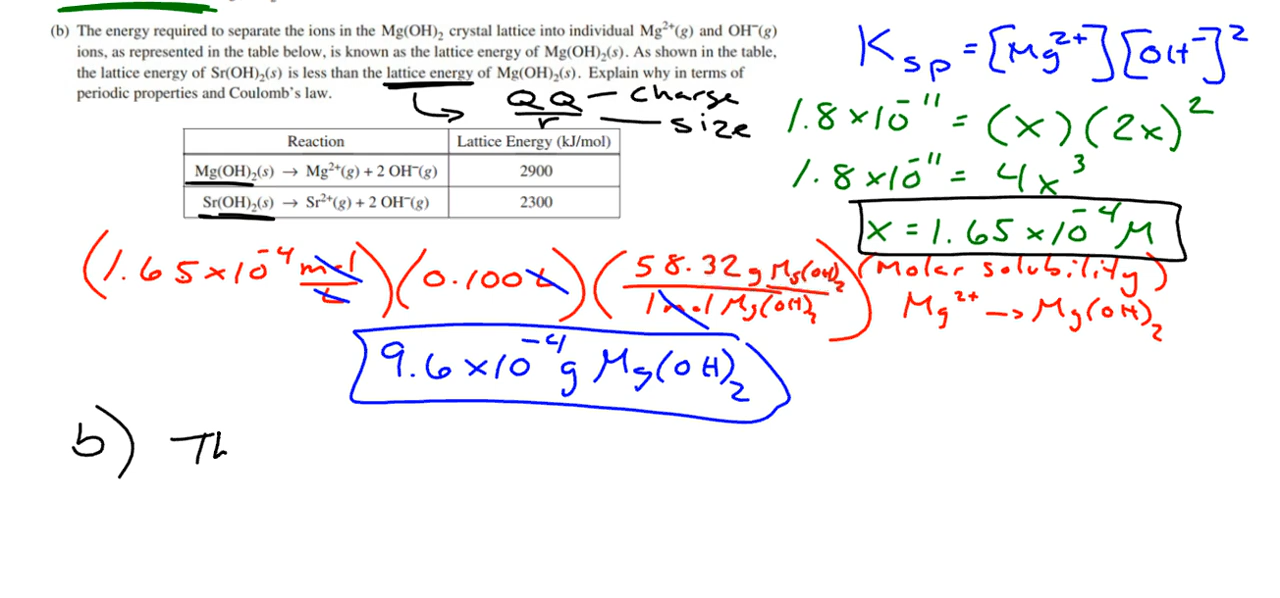 (b) The energy required to separate the ions in the Mg(OH)₂ crystal lattice into individual Mg²⁺(g) and OH⁻(g)
ions, as represented in the table below, is known as the lattice energy of Mg(OH)₂(s). As shown in the table,
the lattice energy of Sr(OH)₂(s) is less than the lattice energy of Mg(OH)₂(s). Explain why in terms of
periodic properties and Coulomb's law.
QQ — charge
r — size
Reaction Lattice Energy (kJ/mol)
Mg(OH)₂(s) → Mg²⁺(g) + 2 OH⁻(g) 2900
Sr(OH)₂(s) → Sr²⁺(g) + 2 OH⁻(g) 2300
Ksp = [Mg²⁺][OH⁻]²
1.8 x 10⁻¹¹ = (x)(2x)²
1.8 x 10⁻¹¹ = 4x³
x = 1.65 x 10⁻⁴ M
(Molar solubility)
Mg²⁺ → Mg(OH)₂
(1.65 x 10⁻⁴ mol/L)(0.100 L)(58.32 g Mg(OH)₂/1 mol Mg(OH)₂)
9.6 x 10⁻⁴ g Mg(OH)₂
b) Th